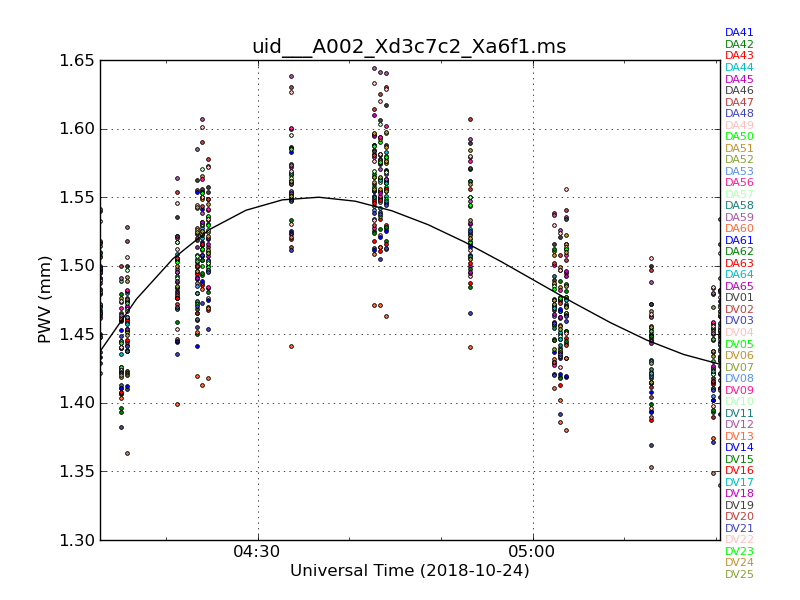 uid___A002_Xd3c7c2_Xa6f1.ms
PWV (mm)
1.65
1.60
1.55
1.50
1.45
1.40
1.35
1.30
04:30
05:00
Universal Time (2018-10-24)
DA41
DA42
DA43
DA44
DA45
DA46
DA47
DA48
DA49
DA50
DA51
DA52
DA53
DA56
DA57
DA58
DA59
DA60
DA61
DA62
DA63
DA64
DA65
DV01
DV02
DV03
DV04
DV05
DV06
DV07
DV08
DV09
DV10
DV11
DV12
DV13
DV14
DV15
DV16
DV17
DV18
DV19
DV20
DV21
DV22
DV23
DV24
DV25